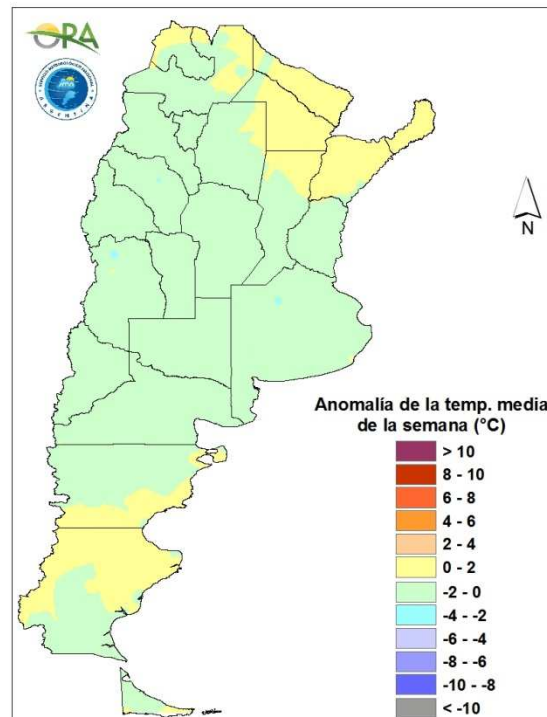 ORA
N
Anomalía de la temp. media
de la semana (°C)
> 10
8 - 10
6 - 8
4 - 6
2 - 4
0 - 2
-2 - 0
-4 - -2
-6 - -4
-8 - -6
-10 - -8
< -10